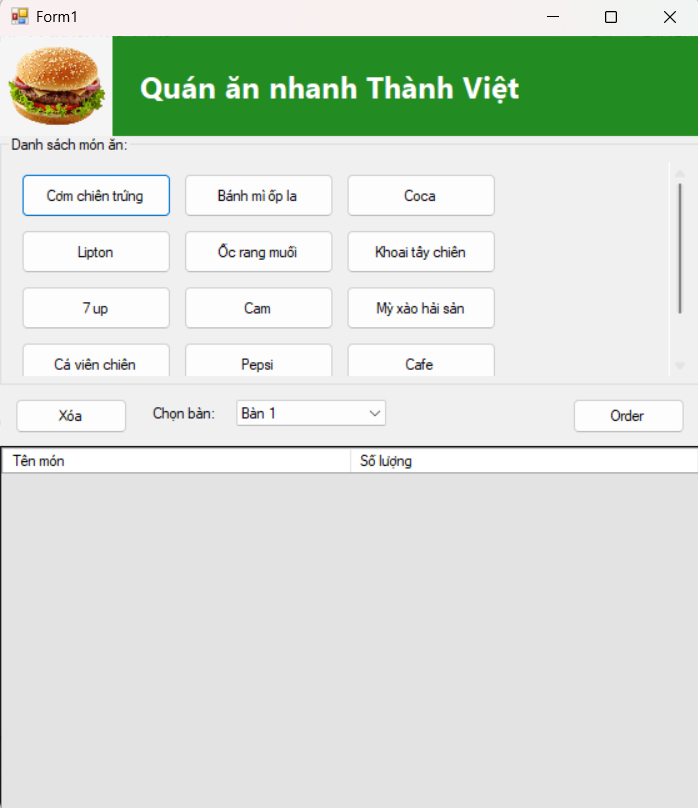 Form1
Quán ăn nhanh Thành Việt
Danh sách món ăn:
Cơm chiên trứng Bánh mì ốp la Coca
Lipton Ốc rang muối Khoai tây chiên
7 up Cam Mỳ xào hải sản
Cá viên chiên Pepsi Cafe
Xóa Chọn bàn: Bàn 1 Order
Tên món Số lượng